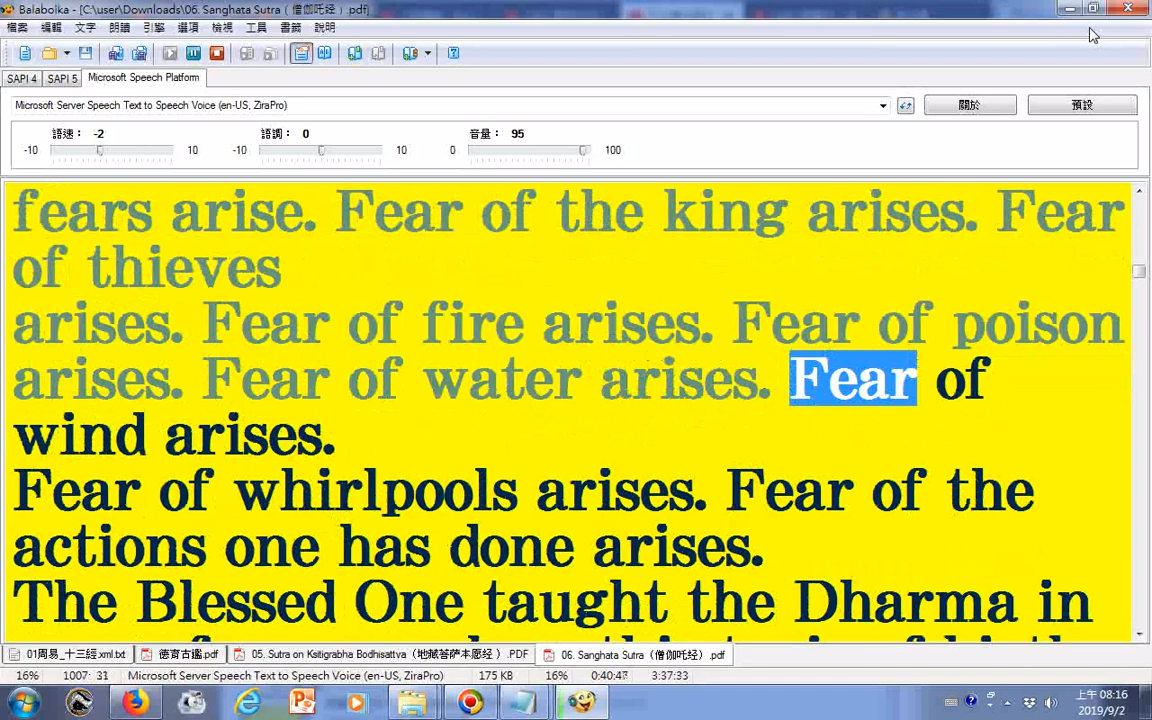 Balabolka - [C:\user\Downloads\06. Sanghata Sutra（僧伽吒经）.pdf]
檔案 編輯 文字 朗讀 引擎 選項 檢視 工具 書籤 說明
SAPI 4 SAPI 5 Microsoft Speech Platform
Microsoft Server Speech Text to Speech Voice (en-US, ZiraPro) 關於 預設
語速： -2 語調： 0 音量： 95
-10 10 -10 10 0 100
fears arise. Fear of the king arises. Fear
of thieves
arises. Fear of fire arises. Fear of poison
arises. Fear of water arises. Fear of
wind arises.
Fear of whirlpools arises. Fear of the
actions one has done arises.
The Blessed One taught the Dharma in
01周易_十三經.xml.txt 德育古鑑.pdf 05. Sutra on Ksitigrabha Bodhisattva（地藏菩萨本愿经）.PDF 06. Sanghata Sutra（僧伽吒经）.pdf
16% 1007: 31 Microsoft Server Speech Text to Speech Voice (en-US, ZiraPro) 175 KB 16% 0:40:47 3:37:33
上午 08:16
2019/9/2